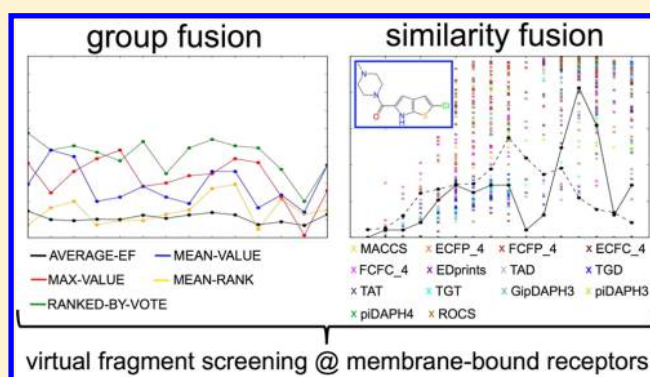 group fusion
similarity fusion
N
N
O
N
H
S
Cl
AVERAGE-EF
MEAN-VALUE
MAX-VALUE
MEAN-RANK
RANKED-BY-VOTE
x MACCS x ECFP_4 x FCFP_4 x ECFC_4
x FCFC_4 x EDprints x TAD x TGD
x TAT x TGT x GipDAPH3 x piDAPH3
x piDAPH4 x ROCS
virtual fragment screening @ membrane-bound receptors